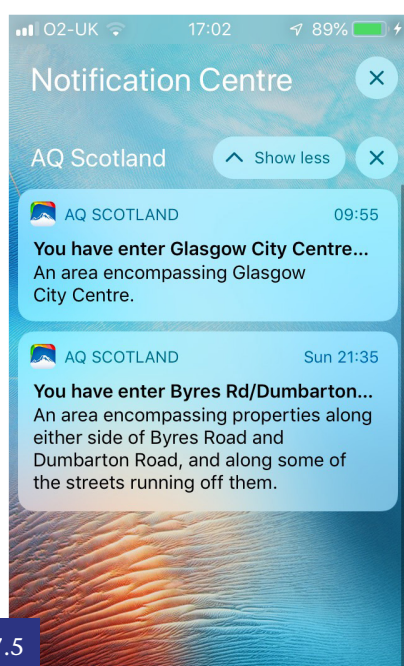 O2-UK 17:02 89%
Notification Centre
AQ Scotland Show less
AQ SCOTLAND 09:55
You have enter Glasgow City Centre...
An area encompassing Glasgow
City Centre.
AQ SCOTLAND Sun 21:35
You have enter Byres Rd/Dumbarton...
An area encompassing properties along
either side of Byres Road and
Dumbarton Road, and along some of
the streets running off them.